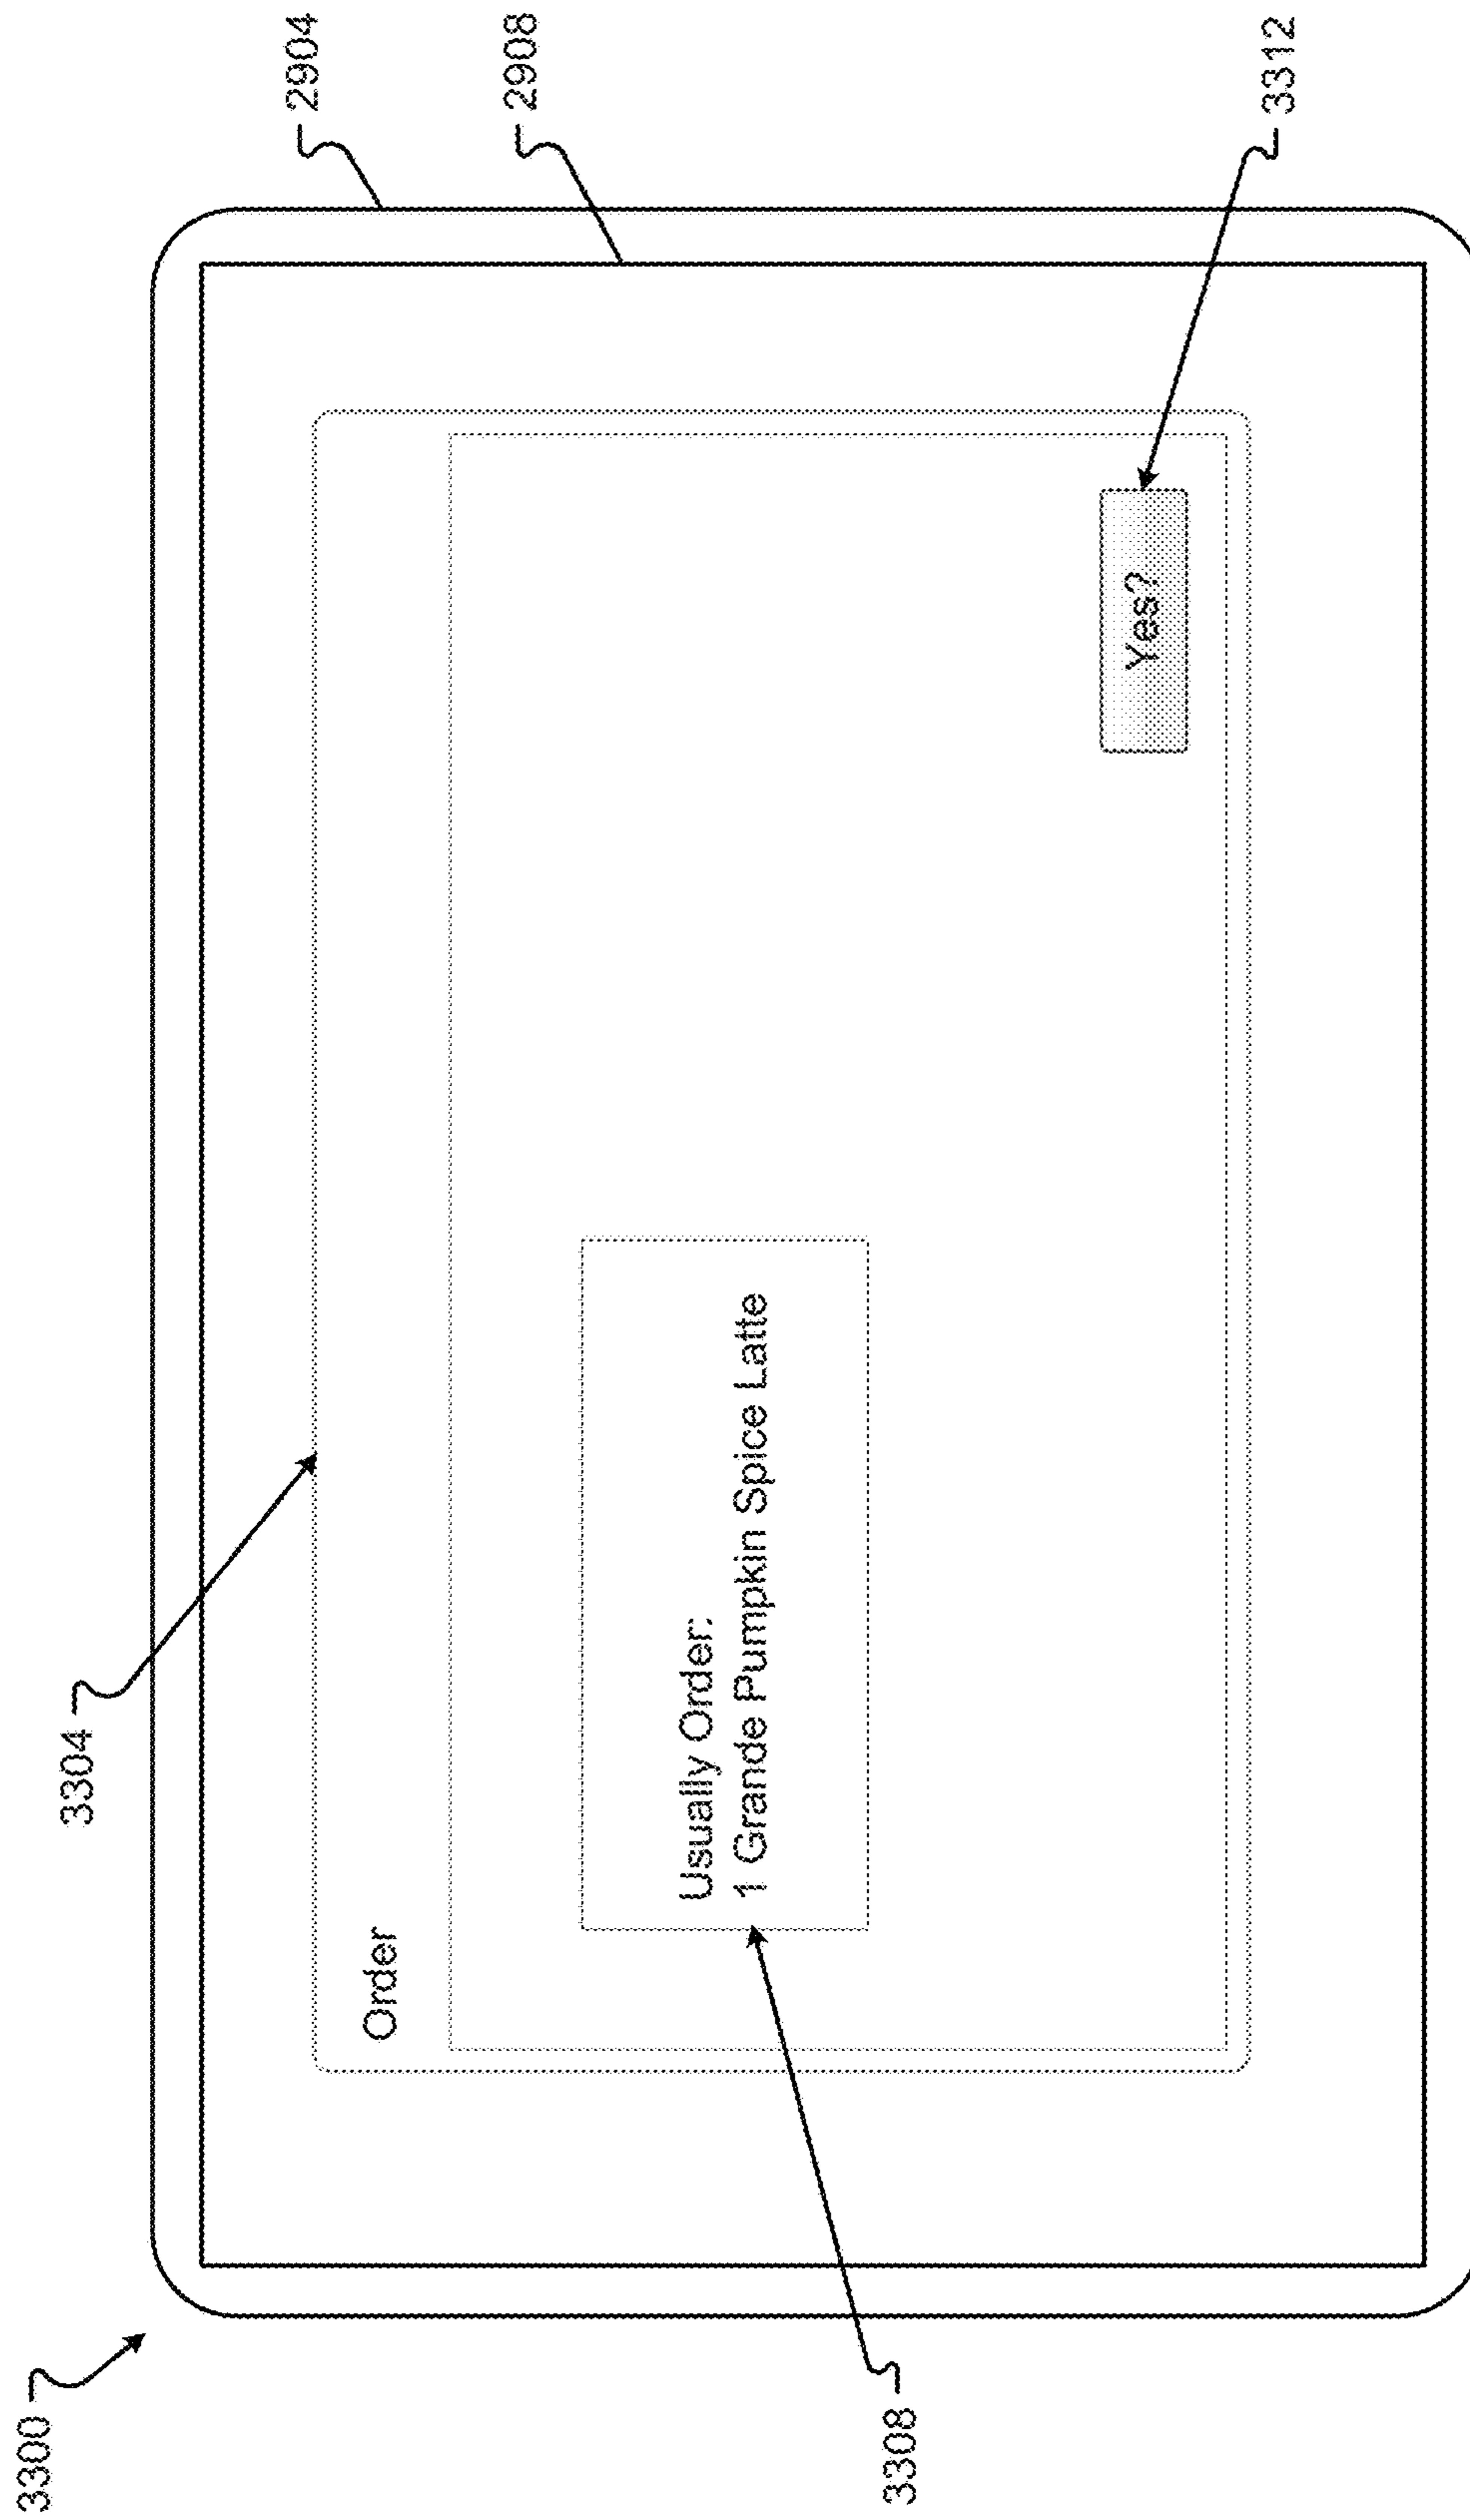 3300
3304
2904
Order
2908
Usually Order:
1 Grande Pumpkin Spice Latte
3308
Yes?
3312